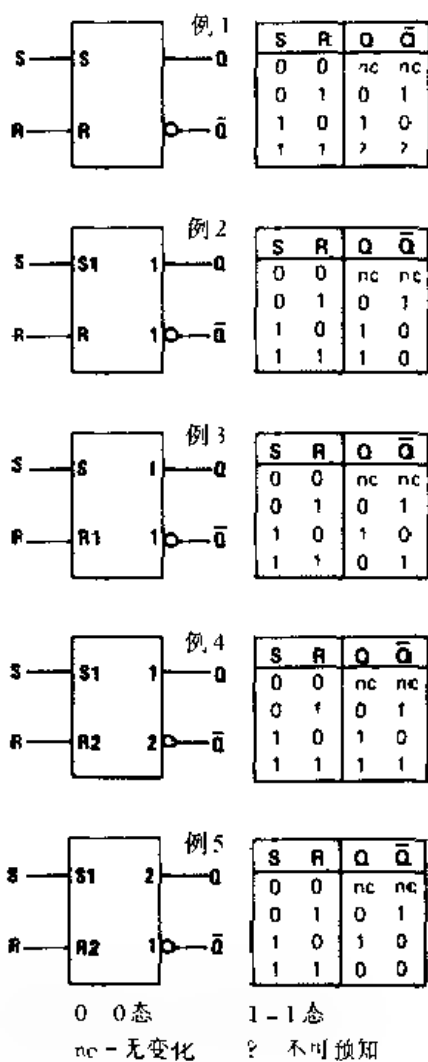 例1
S S Q
R R Q̄
S R Q Q̄
0 0 nc nc
0 1 0 1
1 0 1 0
1 1 ? ?
例2
S S1 1 Q
R R 1 Q̄
S R Q Q̄
0 0 nc nc
0 1 0 1
1 0 1 0
1 1 1 0
例3
S S 1 Q
R R1 1 Q̄
S R Q Q̄
0 0 nc nc
0 1 0 1
1 0 1 0
1 1 0 1
例4
S S1 1 Q
R R2 2 Q̄
S R Q Q̄
0 0 nc nc
0 1 0 1
1 0 1 0
1 1 1 1
例5
S S1 2 Q
R R2 1 Q̄
S R Q Q̄
0 0 nc nc
0 1 0 1
1 0 1 0
1 1 0 0
0 0态 1-1态
nc-无变化 ? 不可预知